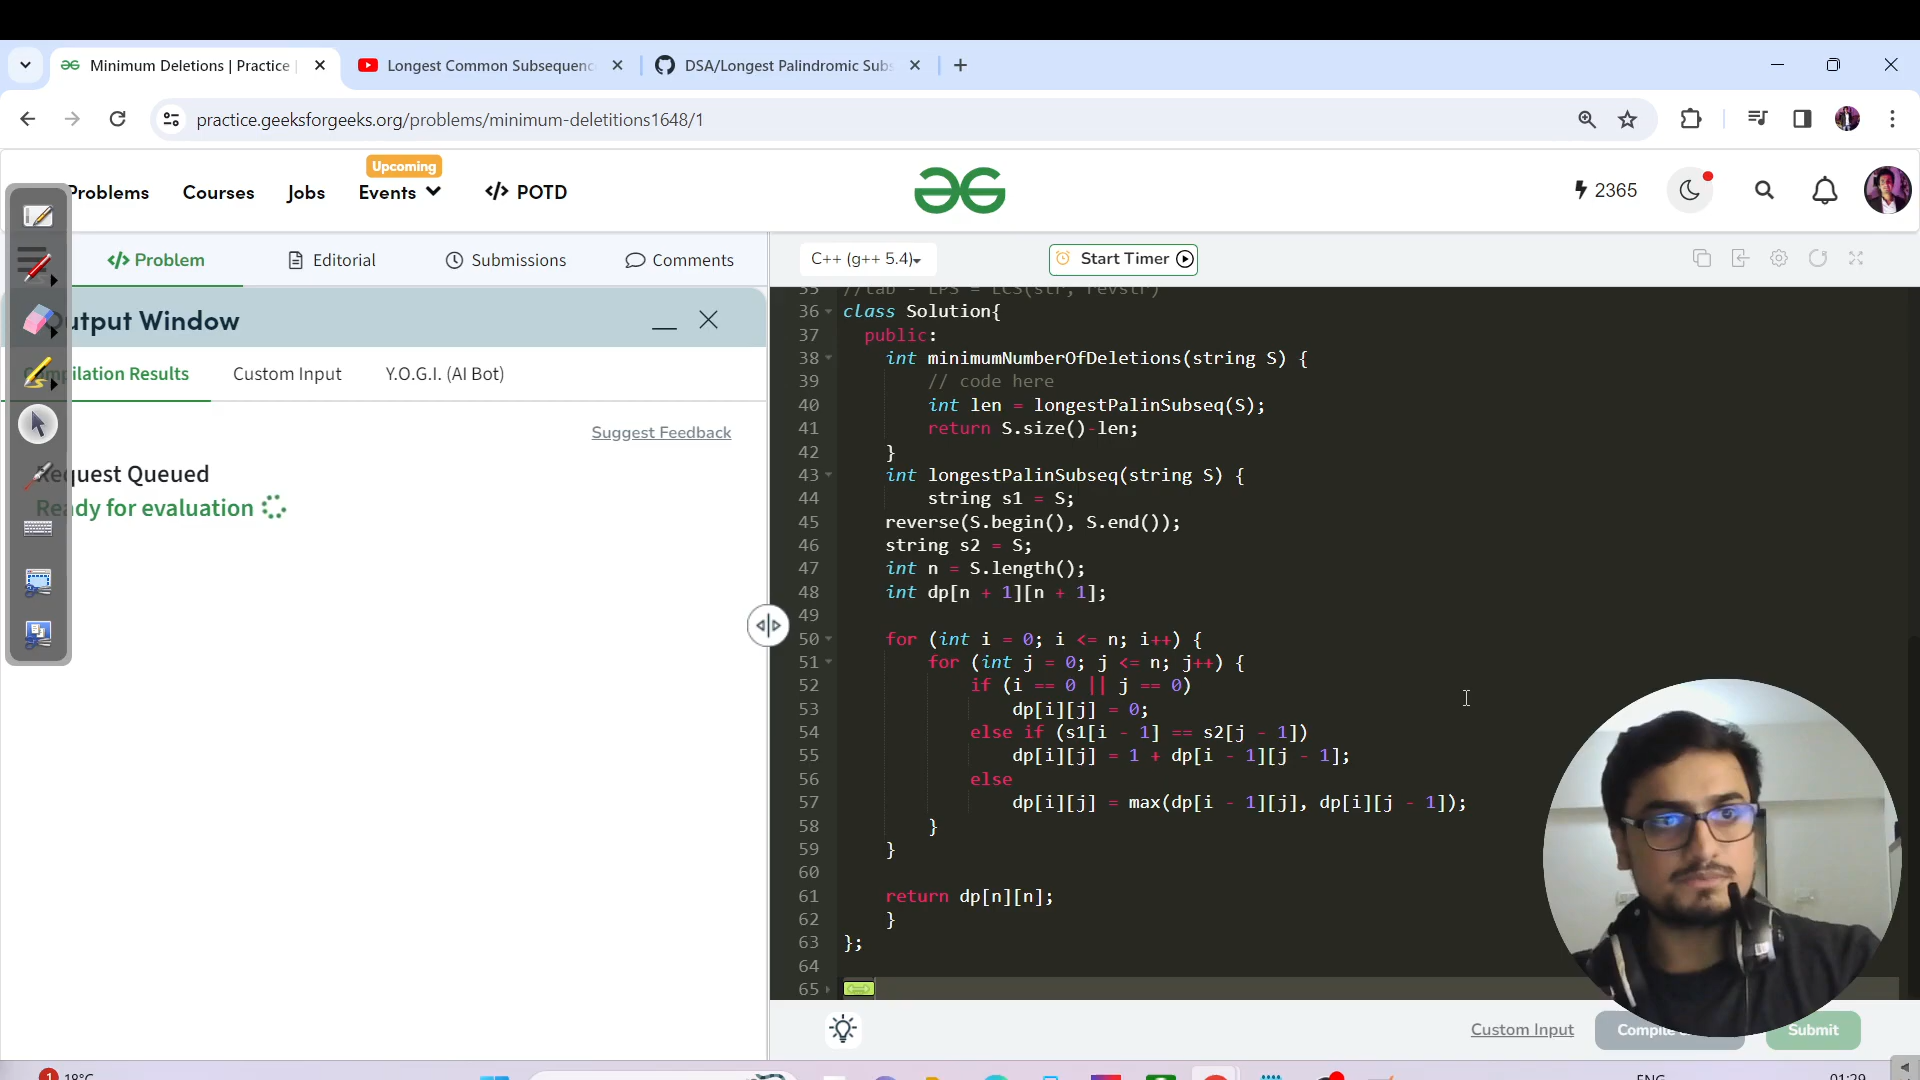 Minimum Deletions | Practice |
Longest Common Subsequenc
DSA/Longest Palindromic Subs
practice.geeksforgeeks.org/problems/minimum-deletitions1648/1
Problems
Courses
Jobs
Upcoming
Events
</> POTD
2365
</> Problem
Editorial
Submissions
Comments
C++ (g++ 5.4)
Start Timer
Output Window
Compilation Results
Custom Input
Y.O.G.I. (AI Bot)
Suggest Feedback
Request Queued
Ready for evaluation
35 //tab - LPS = LCS(str, revstr)
36 class Solution{
37 public:
38 int minimumNumberOfDeletions(string S) {
39 // code here
40 int len = longestPalinSubseq(S);
41 return S.size()-len;
42 }
43 int longestPalinSubseq(string S) {
44 string s1 = S;
45 reverse(S.begin(), S.end());
46 string s2 = S;
47 int n = S.length();
48 int dp[n + 1][n + 1];
49
50 for (int i = 0; i <= n; i++) {
51 for (int j = 0; j <= n; j++) {
52 if (i == 0 || j == 0)
53 dp[i][j] = 0;
54 else if (s1[i - 1] == s2[j - 1])
55 dp[i][j] = 1 + dp[i - 1][j - 1];
56 else
57 dp[i][j] = max(dp[i - 1][j], dp[i][j - 1]);
58 }
59 }
60
61 return dp[n][n];
62 }
63 };
64
65
Custom Input
Compile
Submit
1
18°C
ENG
01:29